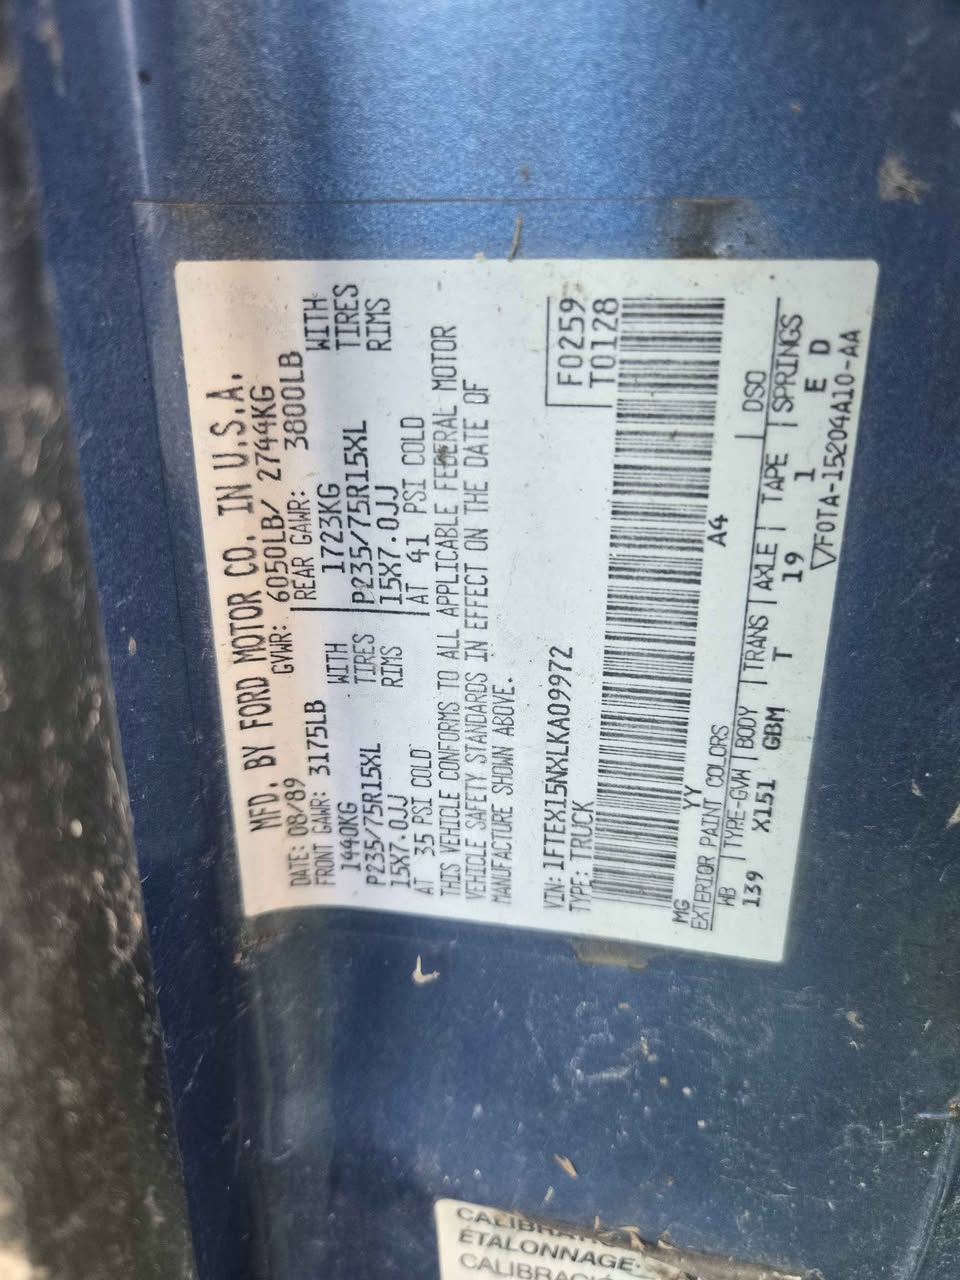 MFD. BY FORD MOTOR CO. IN U.S.A.
DATE: 08/89 GVWR: 6050LB/ 2744KG
FRONT GAWR: 3175LB REAR GAWR: 3800LB
1440KG WITH 1723KG WITH
P235/75R15XL TIRES P235/75R15XL TIRES
15X7.0JJ RIMS 15X7.0JJ RIMS
AT 35 PSI COLD AT 41 PSI COLD
THIS VEHICLE CONFORMS TO ALL APPLICABLE FEDERAL MOTOR
VEHICLE SAFETY STANDARDS IN EFFECT ON THE DATE OF
MANUFACTURE SHOWN ABOVE.
F0259
VIN: 1FTEX15NXLKA09972
TYPE: TRUCK T0128
MG YY A4
EXTERIOR PAINT COLORS DSO
WB TYPE-GVW BODY TRANS AXLE TAPE SPRINGS
139 X151 GBM T 19 1 E D
F0TA-15204A10-AA
ÉTALONNAGE: